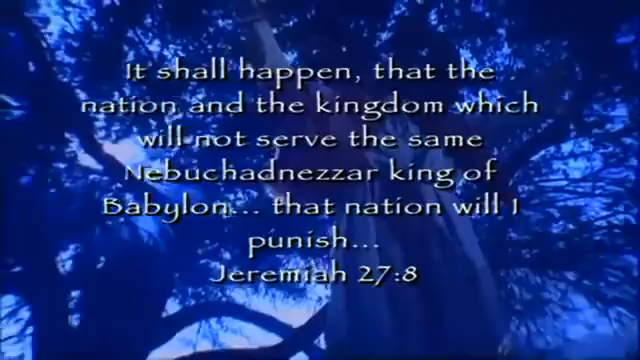 It shall happen, that the
nation and the kingdom which
will not serve the same
Nebuchadnezzar king of
Babylon... that nation will I
punish...
Jeremiah 27:8